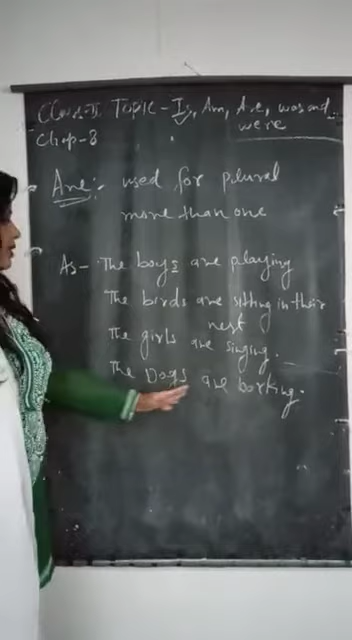 Class-II Topic - Is, Am, Are, was and
were
Chap-8
Are:- used for plural
more than one
As - The boys are playing
The birds are sitting in their
nest
The girls are singing.
The Dogs are barking.